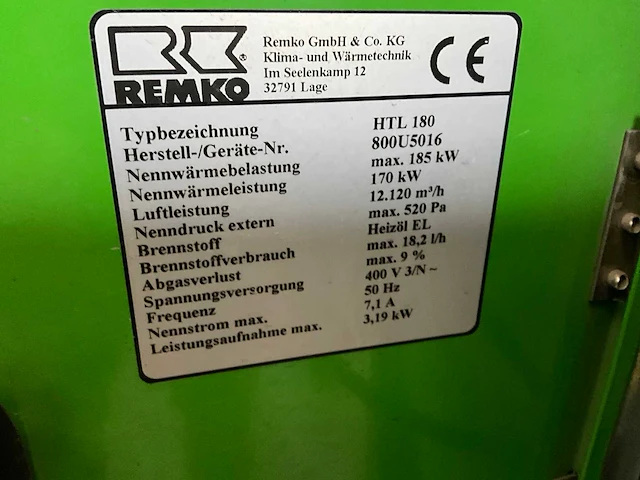 REMKO
®
Remko GmbH & Co. KG
Klima- und Wärmetechnik
Im Seelenkamp 12
32791 Lage
CE
Typbezeichnung HTL 180
Herstell-/Geräte-Nr. 800U5016
Nennwärmebelastung max. 185 kW
Nennwärmeleistung 170 kW
Luftleistung 12.120 m³/h
Nenndruck extern max. 520 Pa
Brennstoff Heizöl EL
Brennstoffverbrauch max. 18,2 l/h
Abgasverlust max. 9 %
Spannungsversorgung 400 V 3/N ~
Frequenz 50 Hz
Nennstrom max. 7,1 A
Leistungsaufnahme max. 3,19 kW